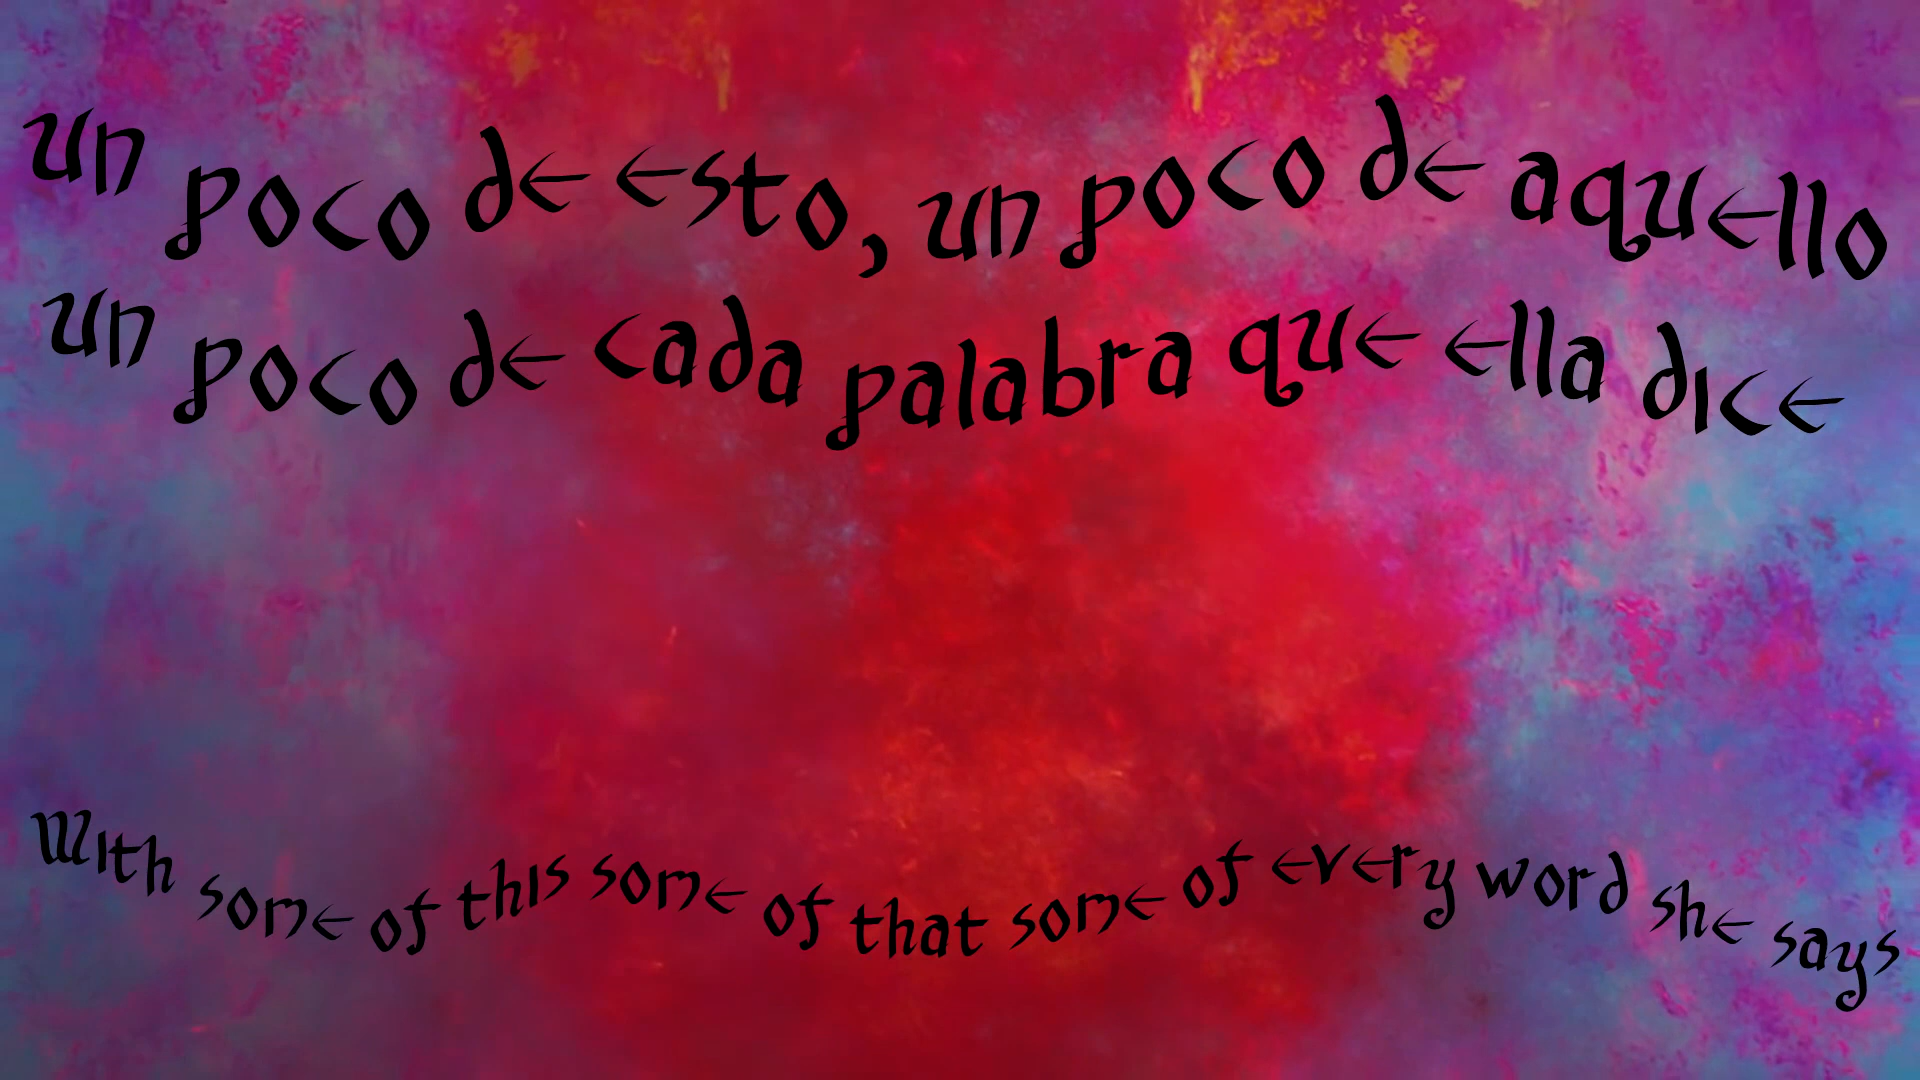 un poco de esto, un poco de aquello
un poco de cada palabra que ella dice
With some of this some of that some of every word she says